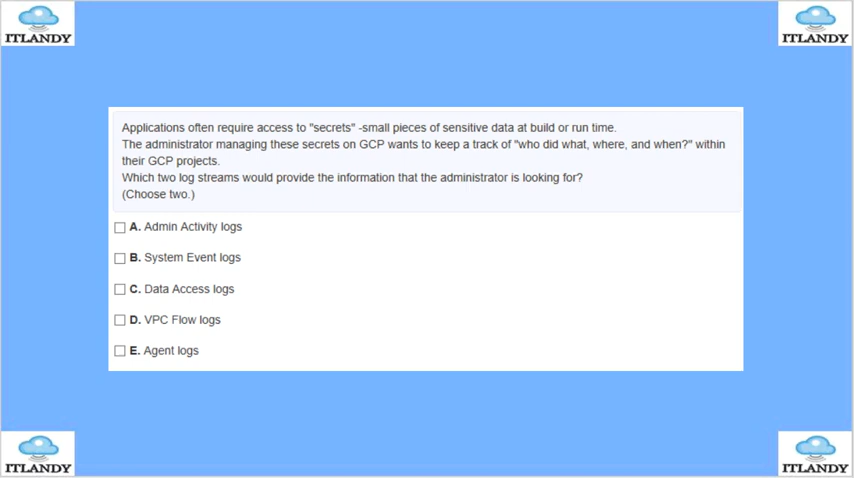 ITLANDY
ITLANDY
Applications often require access to "secrets" -small pieces of sensitive data at build or run time.
The administrator managing these secrets on GCP wants to keep a track of "who did what, where, and when?" within
their GCP projects.
Which two log streams would provide the information that the administrator is looking for?
(Choose two.)
A. Admin Activity logs
B. System Event logs
C. Data Access logs
D. VPC Flow logs
E. Agent logs
ITLANDY
ITLANDY